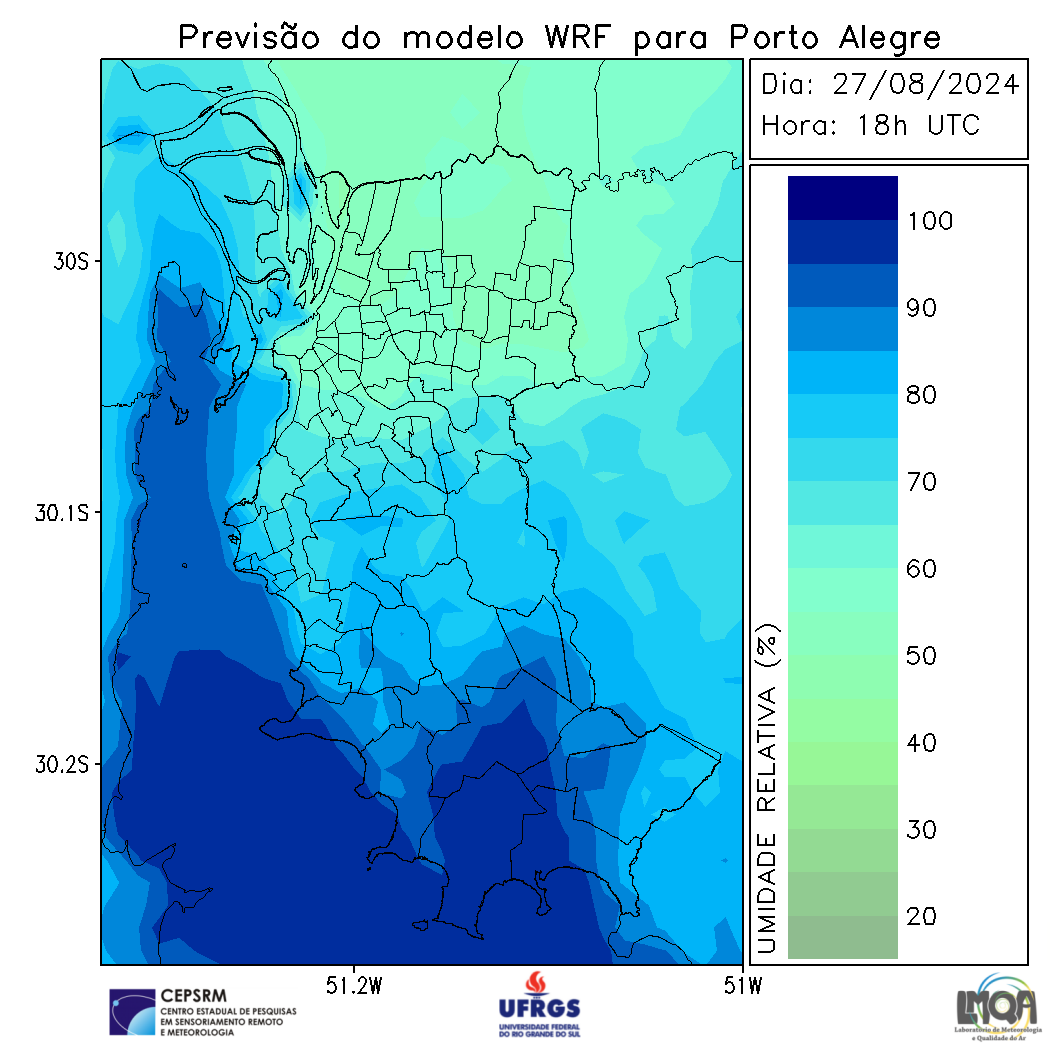 Previsão do modelo WRF para Porto Alegre
Dia: 27/08/2024
Hora: 18h UTC
30S
30.1S
30.2S
51.2W
51W
100
90
80
70
60
50
40
30
20
UMIDADE RELATIVA (%)
CEPSRM
CENTRO ESTADUAL DE PESQUISAS
EM SENSORIAMENTO REMOTO
E METEOROLOGIA
UFRGS
UNIVERSIDADE FEDERAL
DO RIO GRANDE DO SUL
LMQA
Laboratório de Meteorologia
e Qualidade do Ar